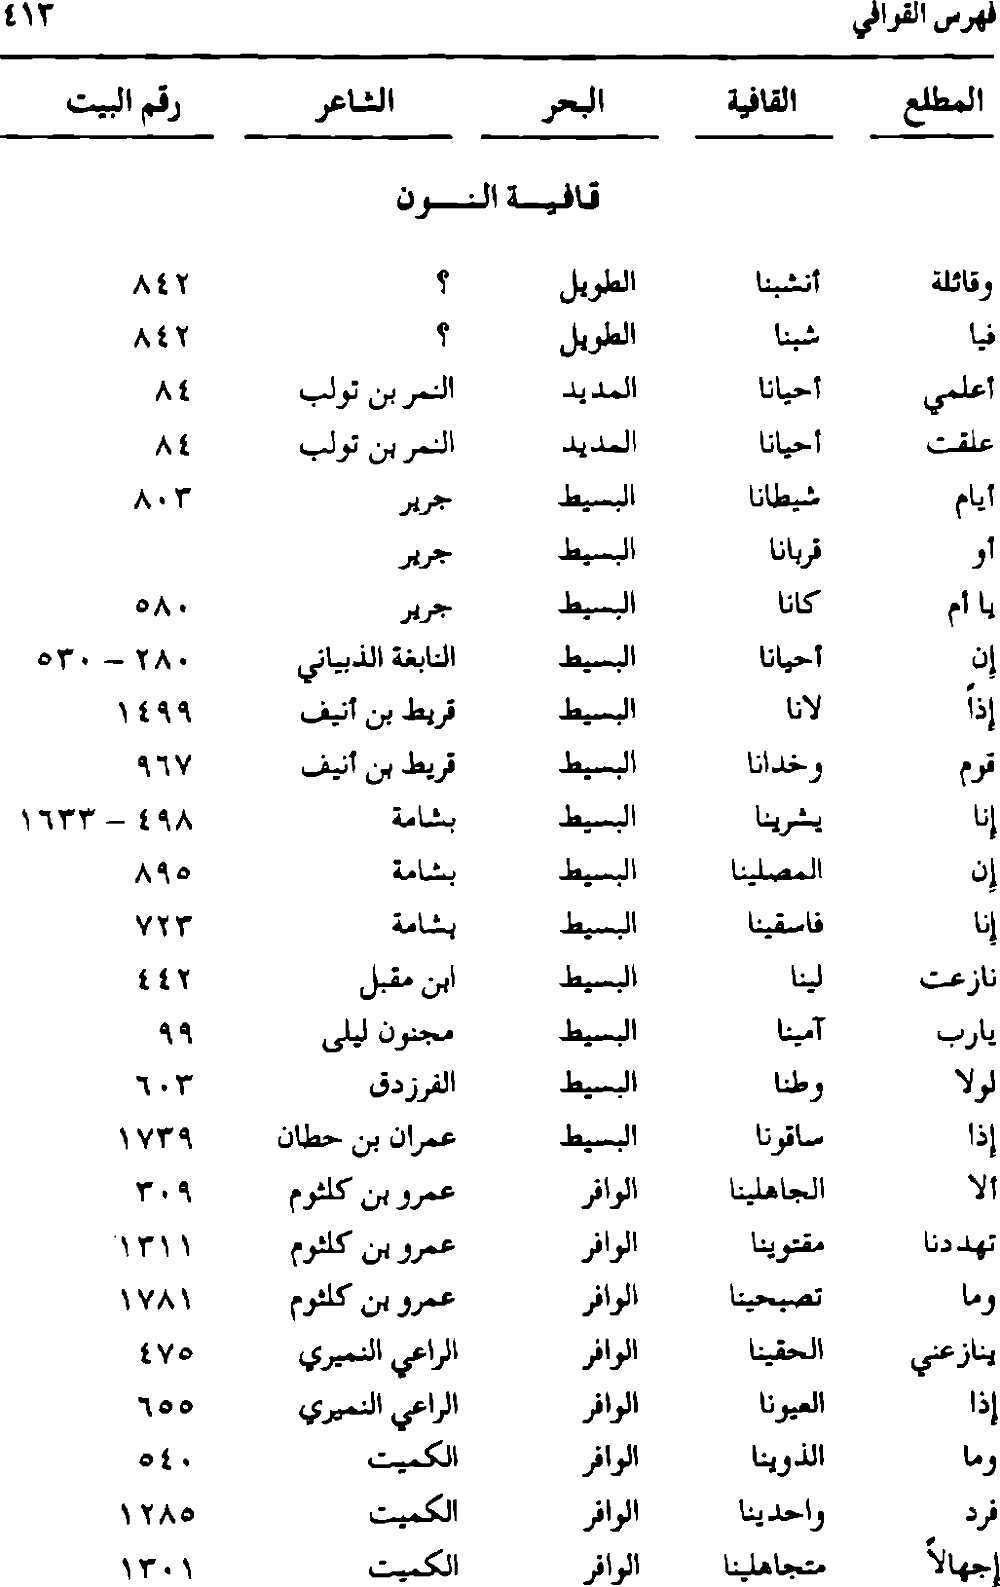 فهرس القوافي ٤١٣
المطلع القافية البحر الشاعر رقم البيت
قافية النون
وقائلة أنشبنا الطويل ؟ ٨٤٢
فيا شبنا الطويل ؟ ٨٤٢
أعلمي أحيانا المديد النمر بن تولب ٨٤
علقت أحيانا المديد النمر بن تولب ٨٤
أيام شيطانا البسيط جرير ٨٠٣
أو قربانا البسيط جرير
يا أم كانا البسيط جرير ٥٨٠
إن أحيانا البسيط النابغة الذبياني ٢٨٠ – ٥٣٠
إذاً لانا البسيط قريط بن أنيف ١٤٩٩
قوم وخدانا البسيط قريط بن أنيف ٩٦٧
إنا يشرينا البسيط بشامة ٤٩٨ – ١٦٣٣
إن المصلينا البسيط بشامة ٨٩٥
إنا فاسقينا البسيط بشامة ٧٢٣
نازعت لينا البسيط ابن مقبل ٤٤٢
يارب آمينا البسيط مجنون ليلى ٩٩
لولا وطنا البسيط الفرزدق ٦٠٣
إذا ساقونا البسيط عمران بن حطان ١٧٣٩
ألا الجاهلينا الوافر عمرو بن كلثوم ٣٠٩
تهددنا مقتوينا الوافر عمرو بن كلثوم ١٣١١
وما تصبحينا الوافر عمرو بن كلثوم ١٧٨١
ينازعني الحقينا الوافر الراعي النميري ٤٧٥
إذا العيونا الوافر الراعي النميري ٦٥٥
وما الذوينا الوافر الكميت ٥٤٠
فرد واحدينا الوافر الكميت ١٢٨٥
إجهالاً متجاهلينا الوافر الكميت ١٣٠١